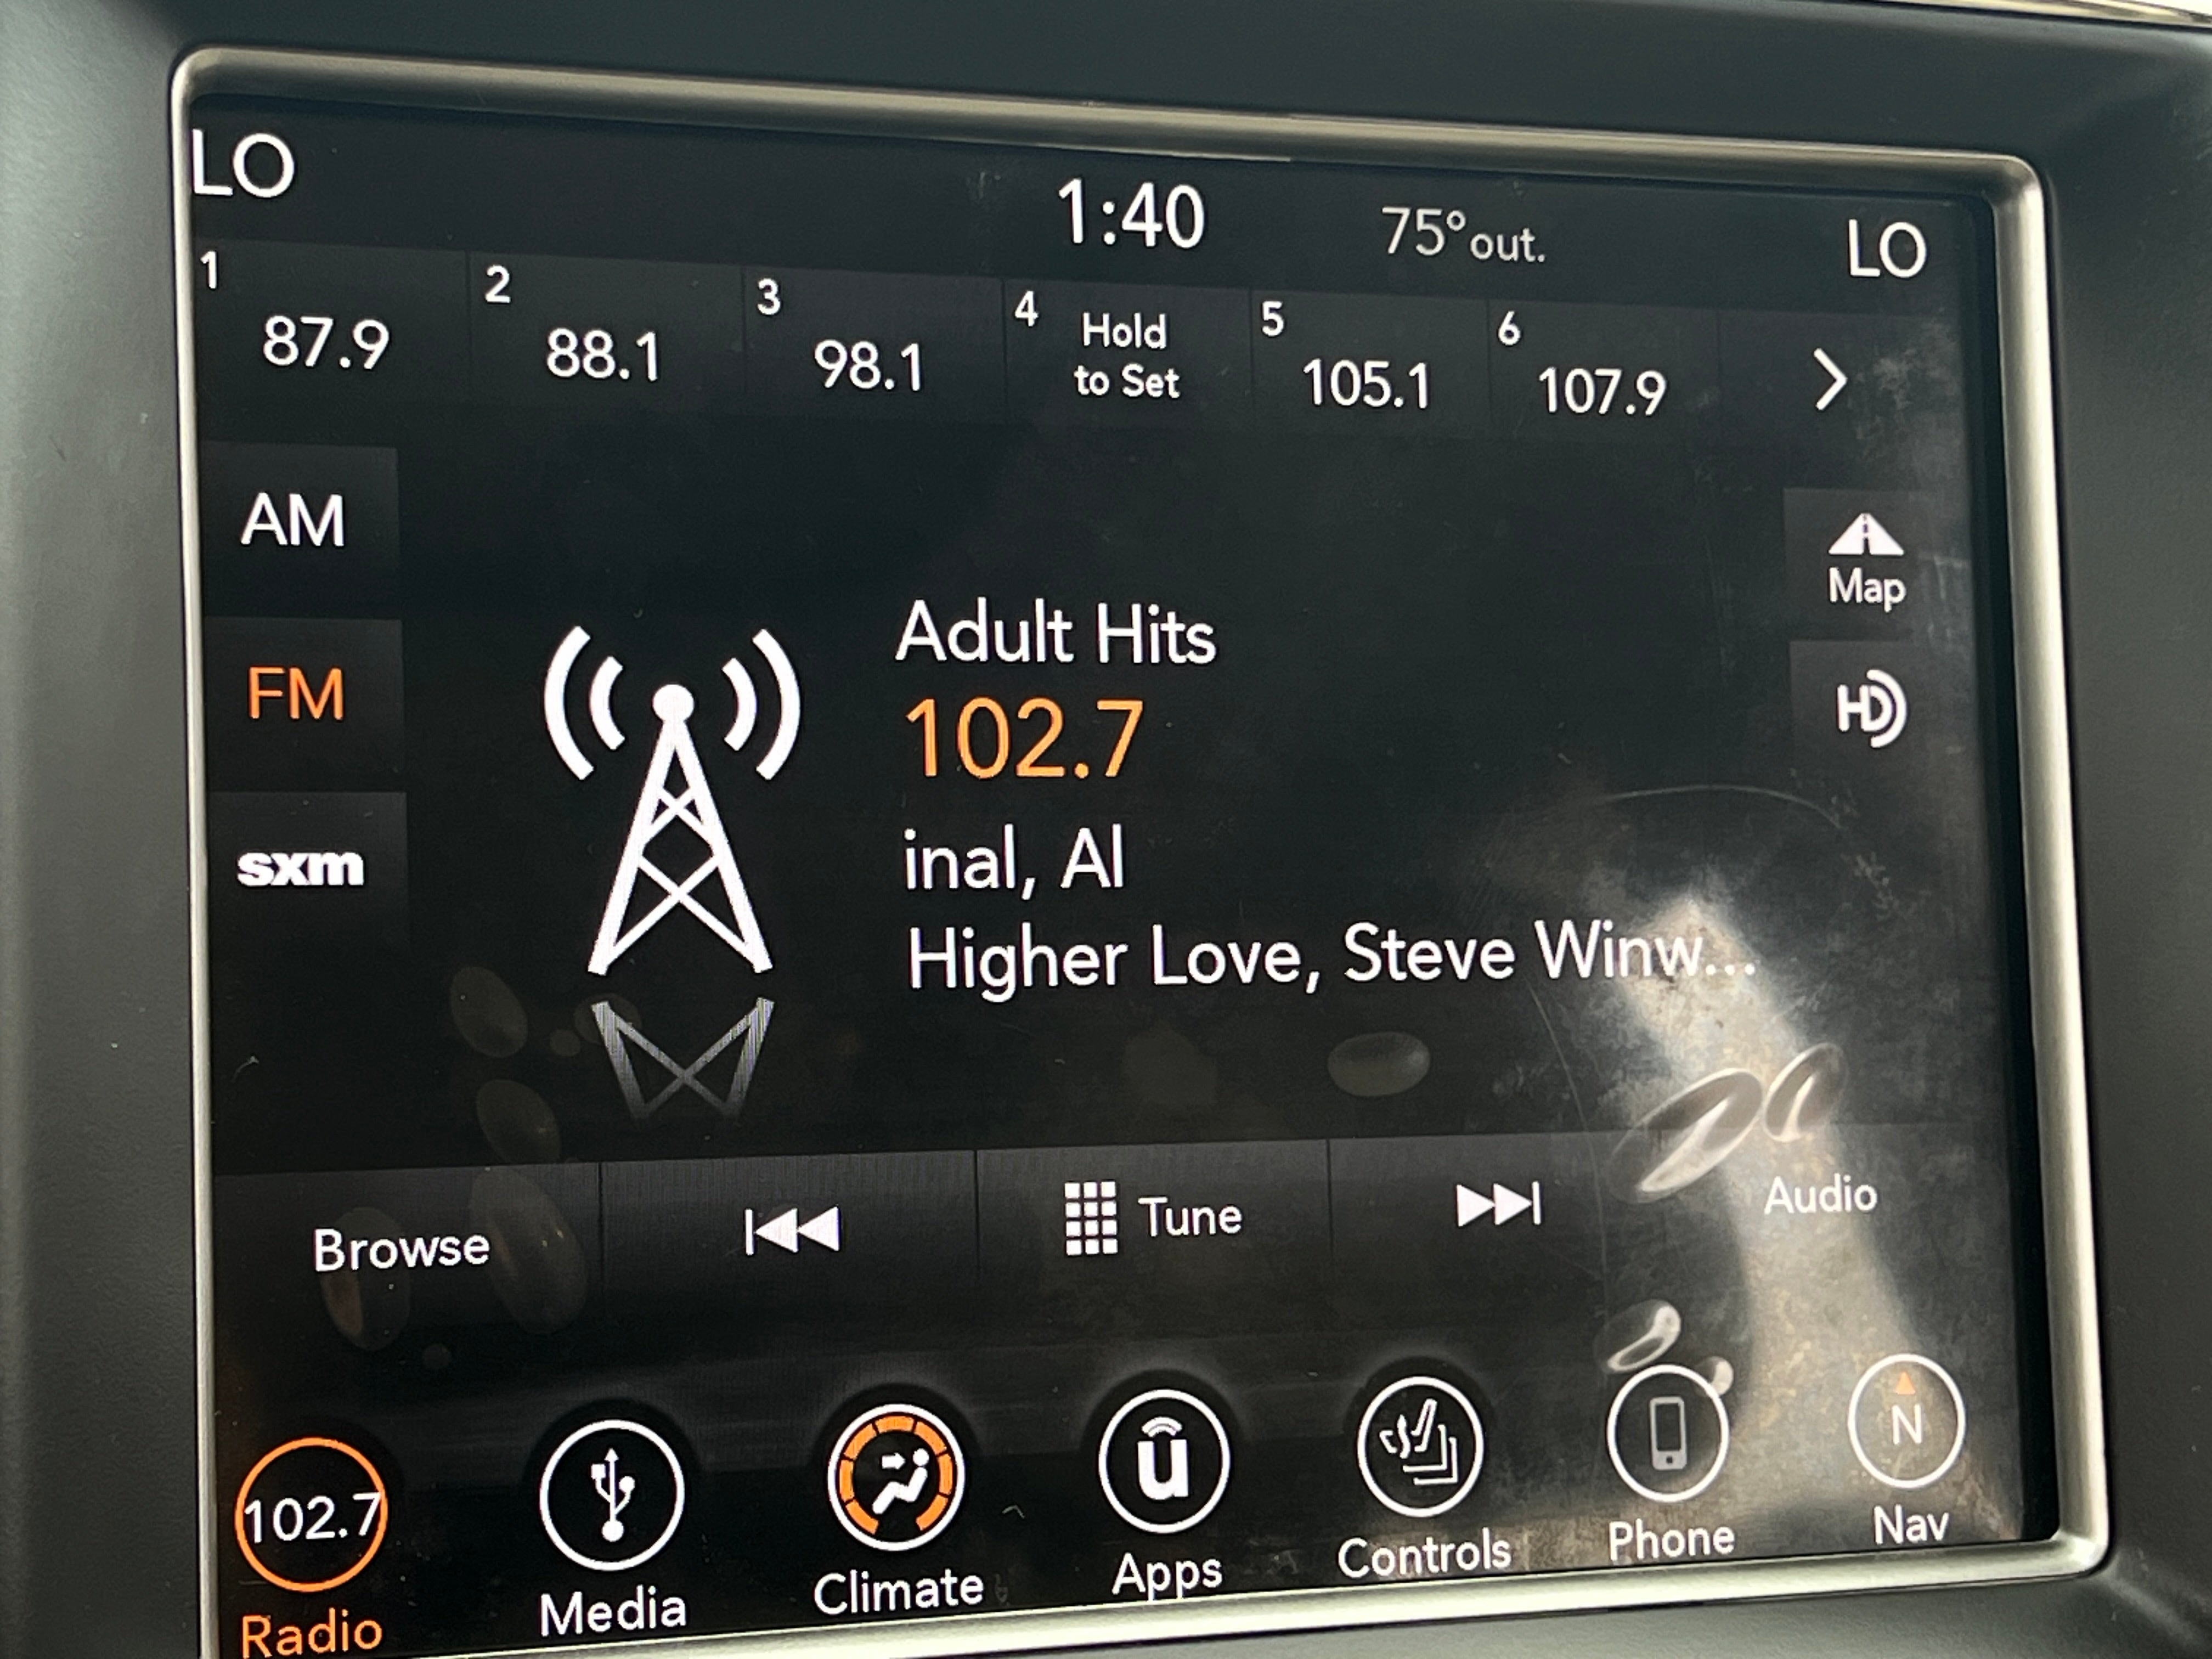 LO 1:40 75°out. LO
1 87.9 2 88.1 3 98.1 4 Hold to Set 5 105.1 6 107.9
AM
Map
FM
HD
sxm
Adult Hits
102.7
inal, Al
Higher Love, Steve Winw...
Browse Tune Audio
102.7 u N
Radio Media Climate Apps Controls Phone Nav